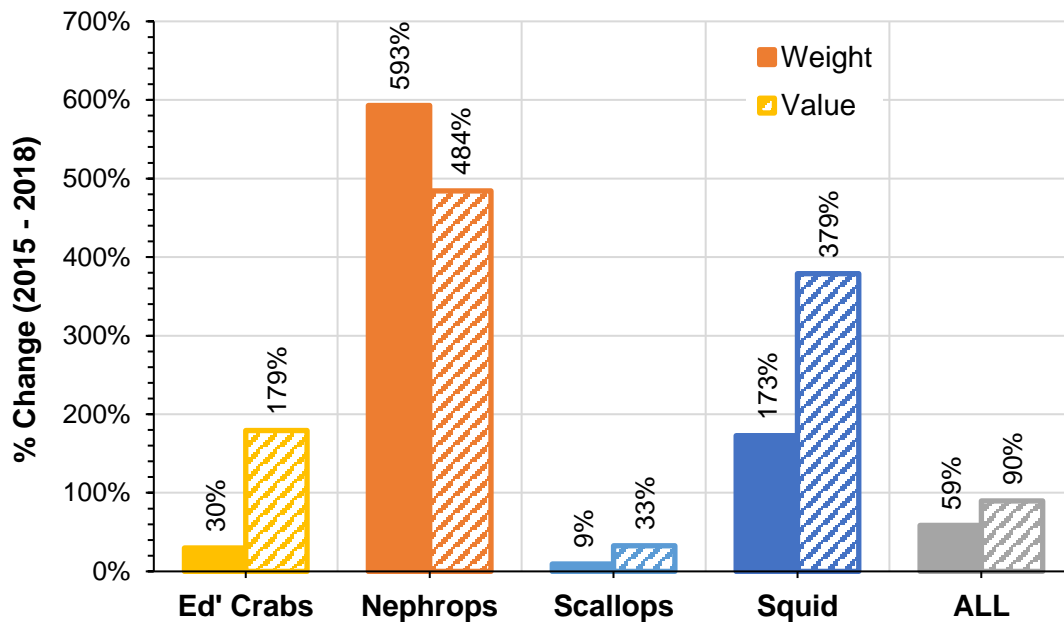 % Change (2015 - 2018)
700%
600%
500%
400%
300%
200%
100%
0%
Weight
Value
30%
179%
593%
484%
9%
33%
173%
379%
59%
90%
Ed' Crabs
Nephrops
Scallops
Squid
ALL